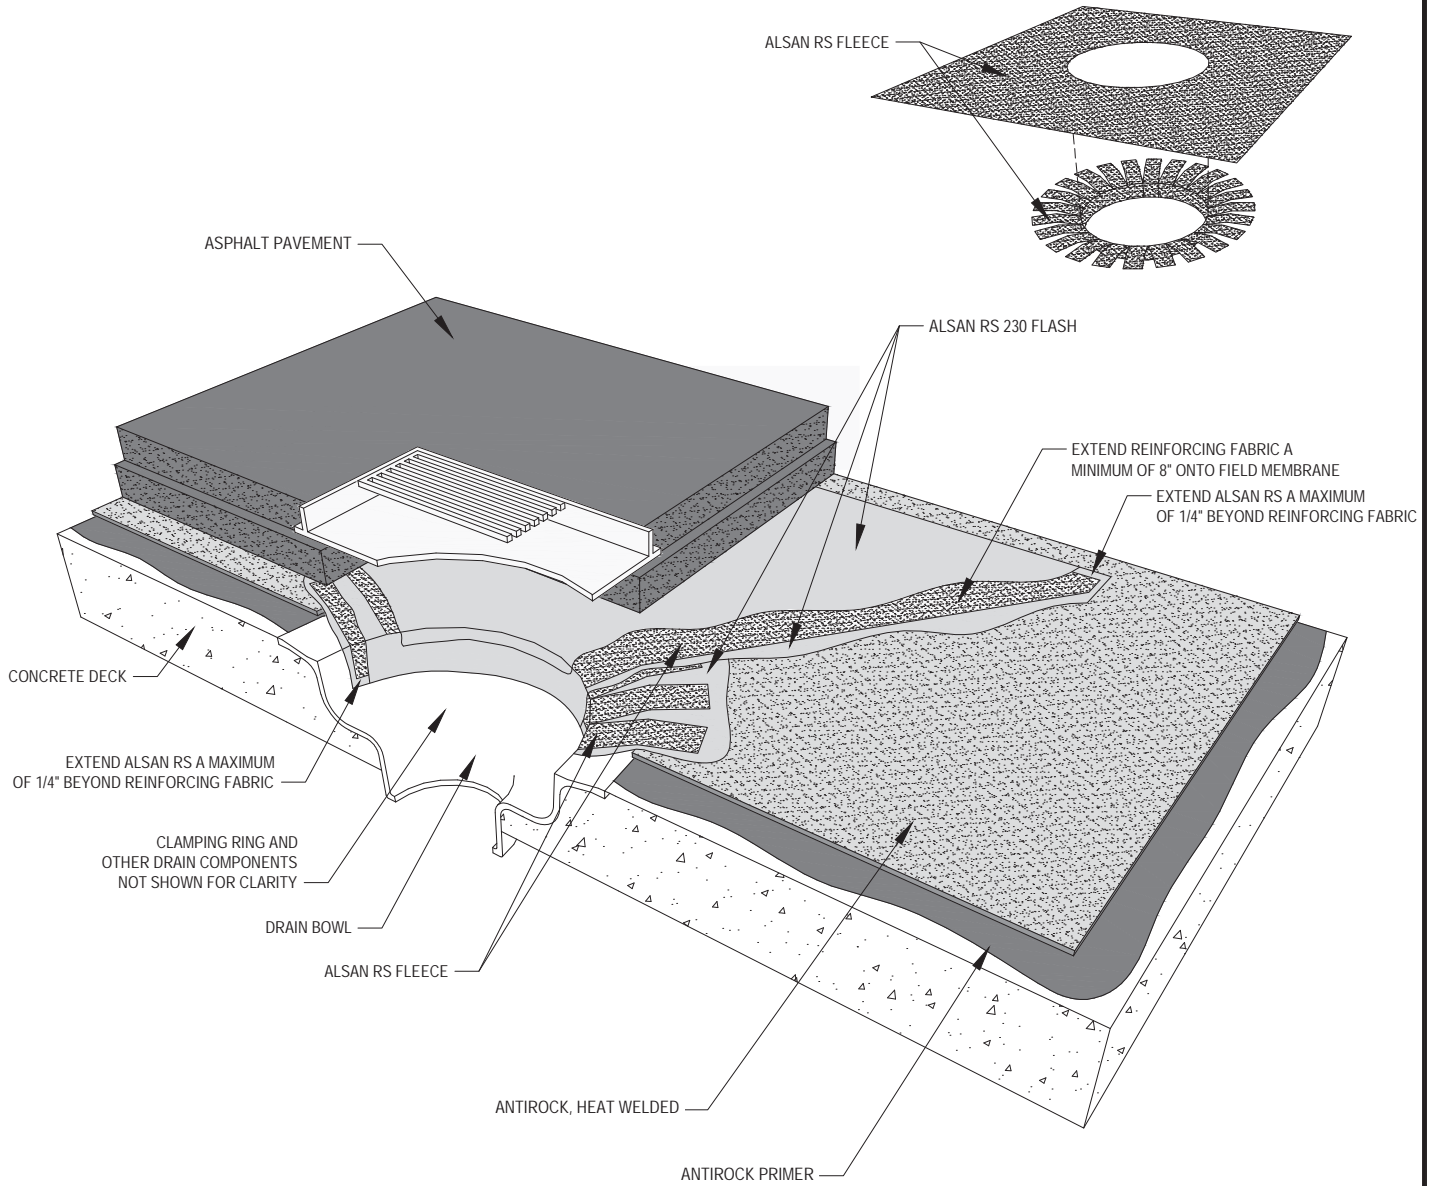 ALSAN RS FLEECE
ASPHALT PAVEMENT
ALSAN RS 230 FLASH
EXTEND REINFORCING FABRIC A
MINIMUM OF 8" ONTO FIELD MEMBRANE
EXTEND ALSAN RS A MAXIMUM
OF 1/4" BEYOND REINFORCING FABRIC
CONCRETE DECK
EXTEND ALSAN RS A MAXIMUM
OF 1/4" BEYOND REINFORCING FABRIC
CLAMPING RING AND
OTHER DRAIN COMPONENTS
NOT SHOWN FOR CLARITY
DRAIN BOWL
ALSAN RS FLEECE
ANTIROCK, HEAT WELDED
ANTIROCK PRIMER